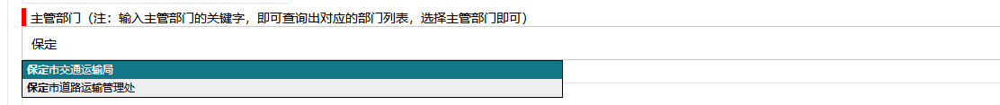 主管部门（注：输入主管部门的关键字，即可查询出对应的部门列表，选择主管部门即可）
保定
保定市交通运输局
保定市道路运输管理处